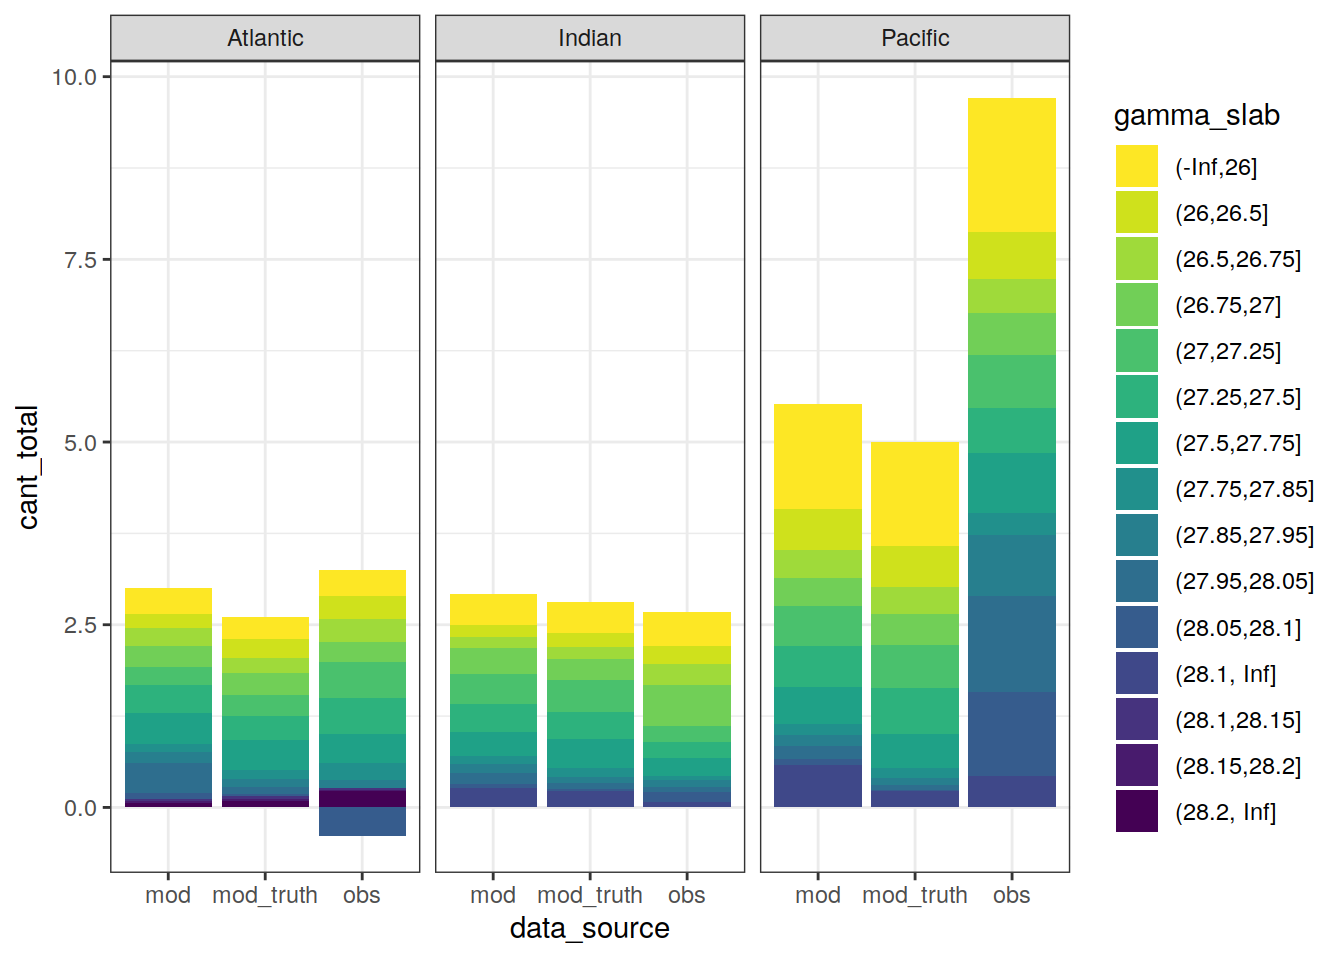 Atlantic
Indian
Pacific
10.0
7.5
5.0
2.5
0.0
cant_total
mod mod_truth obs
mod mod_truth obs
mod mod_truth obs
data_source
gamma_slab
(-Inf,26]
(26,26.5]
(26.5,26.75]
(26.75,27]
(27,27.25]
(27.25,27.5]
(27.5,27.75]
(27.75,27.85]
(27.85,27.95]
(27.95,28.05]
(28.05,28.1]
(28.1, Inf]
(28.1,28.15]
(28.15,28.2]
(28.2, Inf]